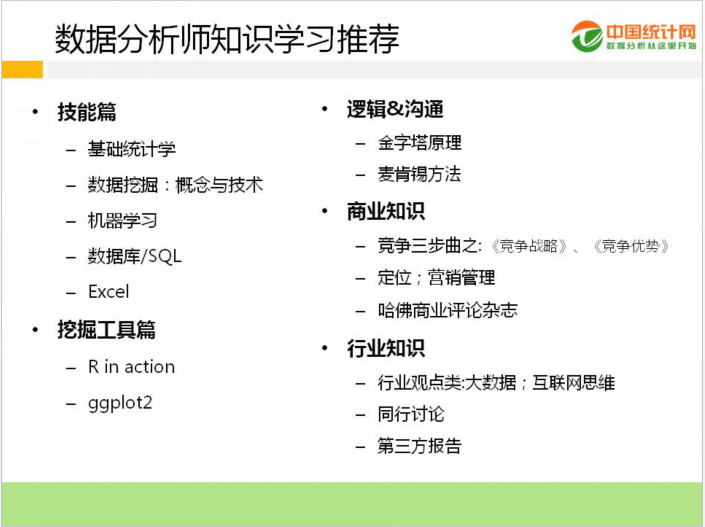 数据分析师知识学习推荐
中国统计网
数据分析从这里开始
• 技能篇
– 基础统计学
– 数据挖掘：概念与技术
– 机器学习
– 数据库/SQL
– Excel
• 挖掘工具篇
– R in action
– ggplot2
• 逻辑&沟通
– 金字塔原理
– 麦肯锡方法
• 商业知识
– 竞争三步曲之:《竞争战略》、《竞争优势》
– 定位；营销管理
– 哈佛商业评论杂志
• 行业知识
– 行业观点类:大数据；互联网思维
– 同行讨论
– 第三方报告